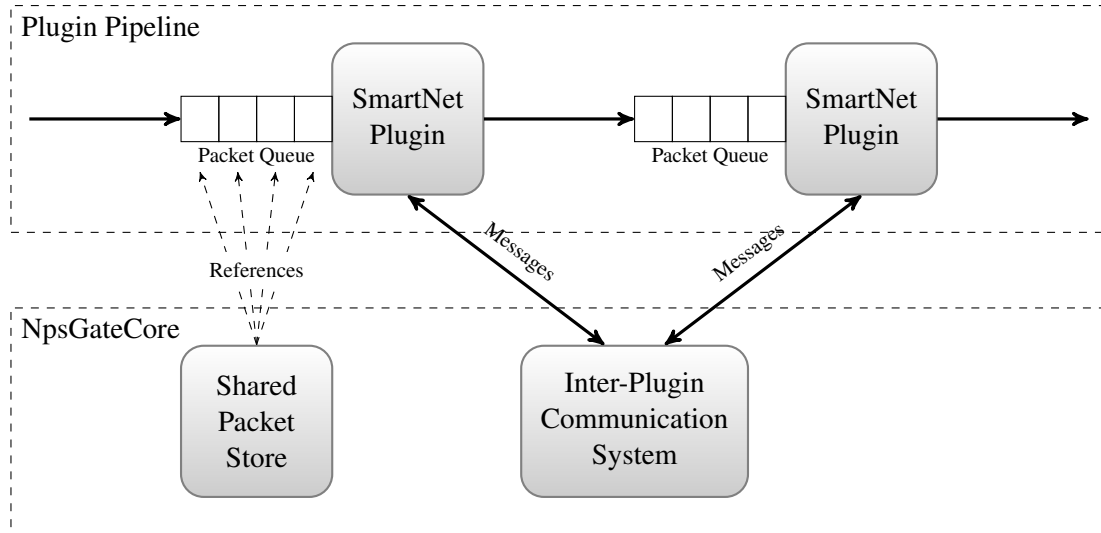 Plugin Pipeline
SmartNet
Plugin
Packet Queue
SmartNet
Plugin
Packet Queue
Messages
Messages
References
NpsGateCore
Shared
Packet
Store
Inter-Plugin
Communication
System